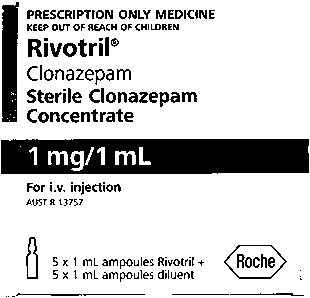 PRESCRIPTION ONLY MEDICINE
KEEP OUT OF REACH OF CHILDREN
Rivotril®
Clonazepam
Sterile Clonazepam
Concentrate
1 mg/1 mL
For i.v. injection
AUST R 13757
5 x 1 mL ampoules Rivotril +
5 x 1 mL ampoules diluent
Roche